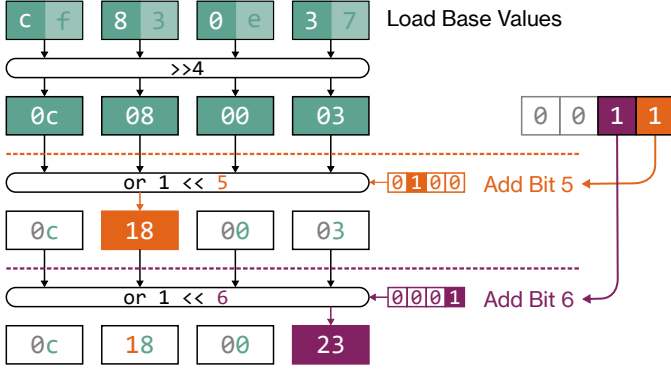 c f 8 3 0 e 3 7 Load Base Values
>>4
0c 08 00 03 0 0 1 1
or 1 << 5 0 1 0 0 Add Bit 5
0c 18 00 03
or 1 << 6 0 0 0 1 Add Bit 6
0c 18 00 23